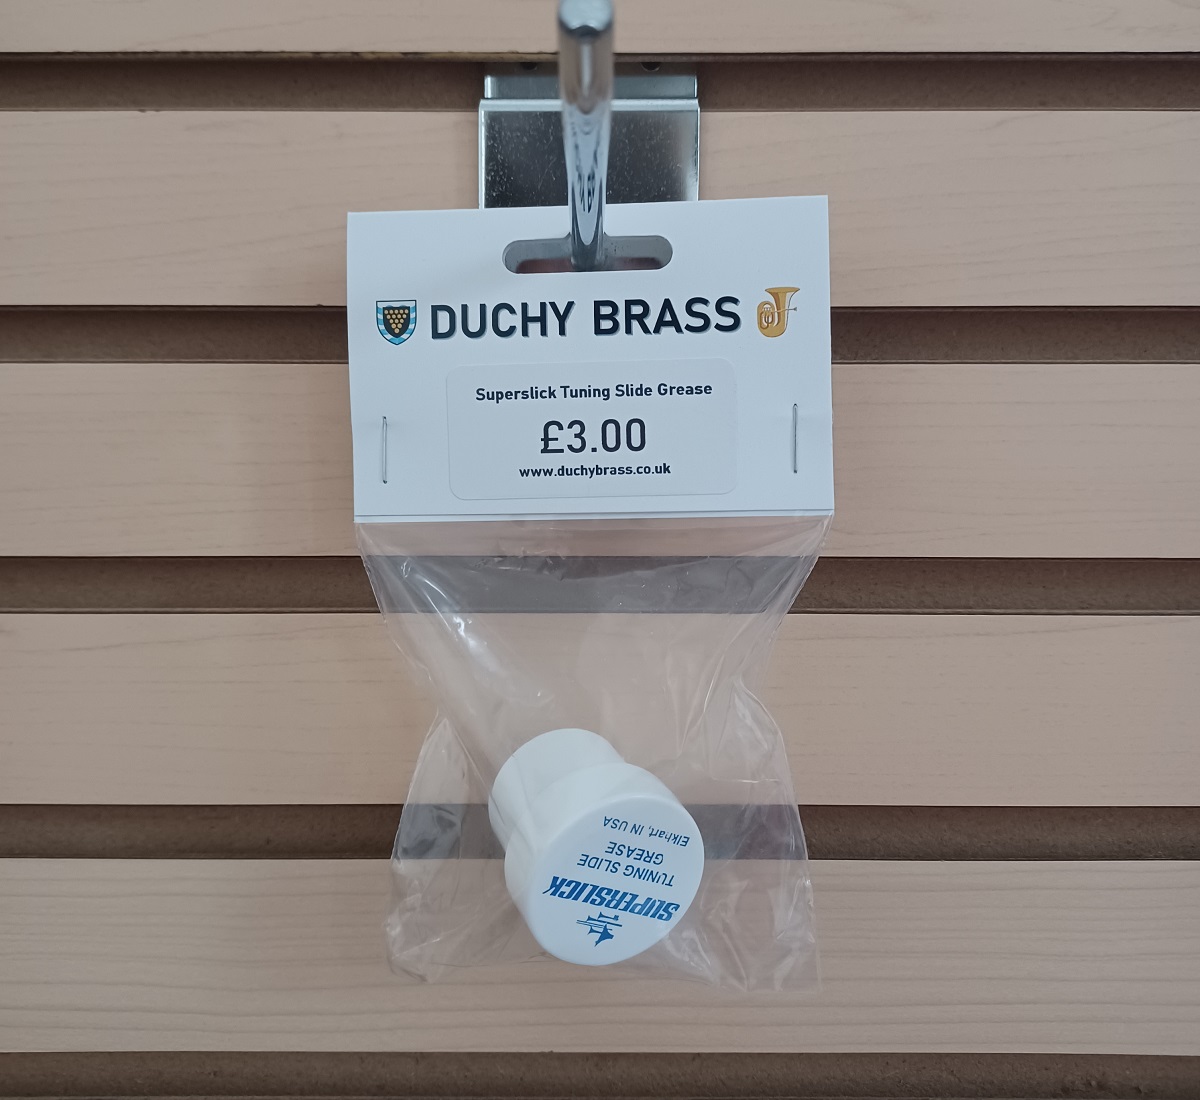 DUCHY BRASS
Superslick Tuning Slide Grease
£3.00
www.duchybrass.co.uk
SUPERSLICK
TUNING SLIDE
GREASE
Elkhart, IN USA